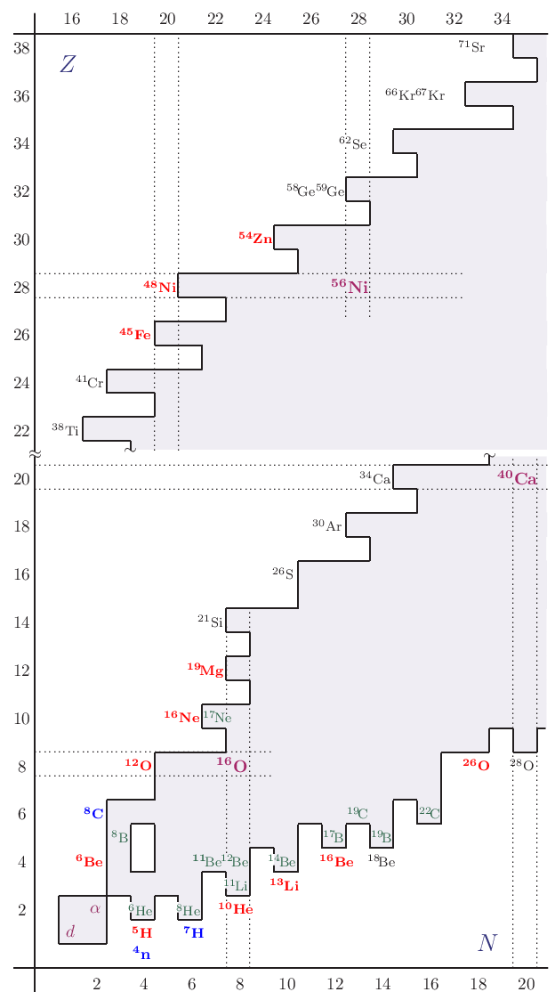 16 18 20 22 24 26 28 30 32 34
38 ⁷¹Sr
Z
36 ⁶⁶Kr⁶⁷Kr
34 ⁶²Se
32 ⁵⁸Ge⁵⁹Ge
30 ⁵⁴Zn
28 ⁴⁸Ni ⁵⁶Ni
26 ⁴⁵Fe
24 ⁴¹Cr
22 ³⁸Ti
20 ³⁴Ca ⁴⁰Ca
18 ³⁰Ar
16 ²⁶S
14 ²¹Si
12 ¹⁹Mg
10 ¹⁶Ne ¹⁷Ne
8 ¹²O ¹⁶O ²⁶O ²⁸O
6 ⁸C ¹⁹C ²²C
⁸B ¹⁷B ¹⁹B
4 ⁶Be ¹¹Be ¹²Be ¹⁴Be ¹⁶Be ¹⁸Be
¹¹Li ¹³Li
2 α ⁶He ⁸He ¹⁰He
d ⁵H ⁷H
⁴n
N
2 4 6 8 10 12 14 16 18 20